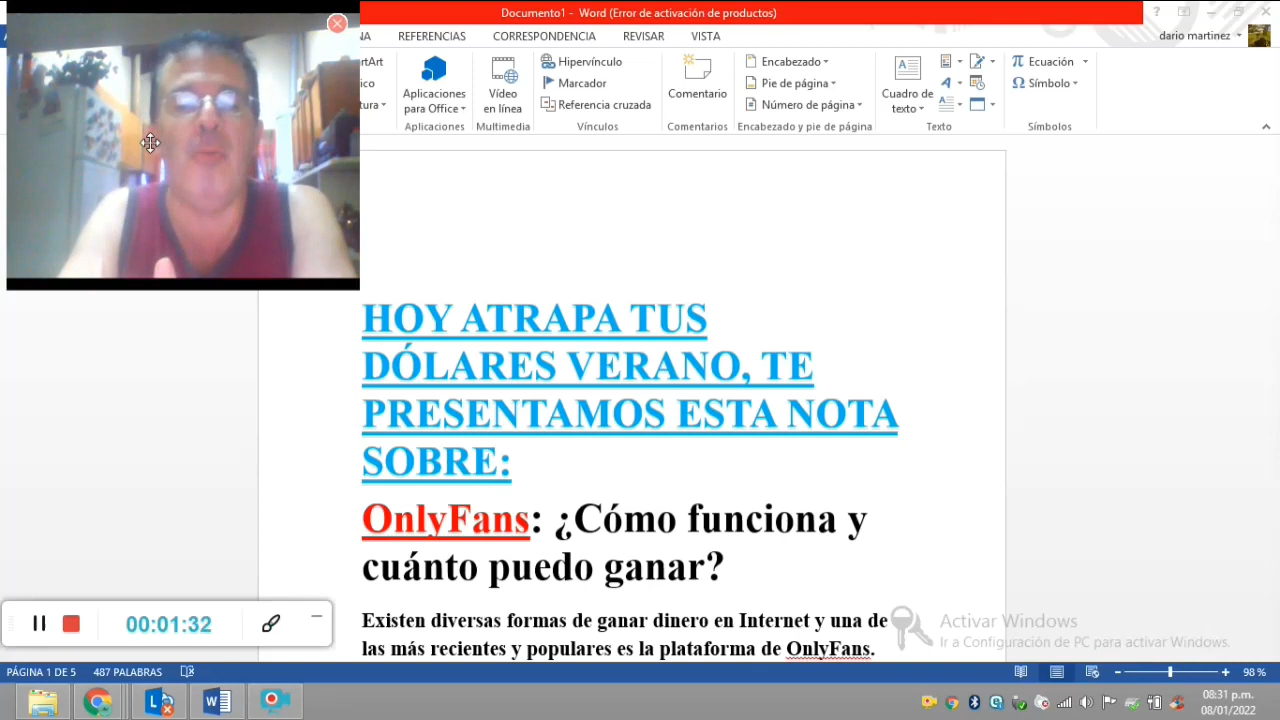 Documento1 - Word (Error de activación de productos)
NA REFERENCIAS CORRESPONDENCIA REVISAR VISTA
dario martinez
Aplicaciones para Office
Aplicaciones
Vídeo en línea
Multimedia
Hipervínculo
Marcador
Referencia cruzada
Vínculos
Comentario
Comentarios
Encabezado
Pie de página
Número de página
Encabezado y pie de página
Cuadro de texto
Texto
Ecuación
Símbolo
Símbolos
HOY ATRAPA TUS
DÓLARES VERANO, TE
PRESENTAMOS ESTA NOTA
SOBRE:
OnlyFans: ¿Cómo funciona y
cuánto puedo ganar?
Existen diversas formas de ganar dinero en Internet y una de
las más recientes y populares es la plataforma de OnlyFans.
00:01:32
Activar Windows
Ir a Configuración de PC para activar Windows.
PÁGINA 1 DE 5 487 PALABRAS
98 %
08:31 p.m.
08/01/2022